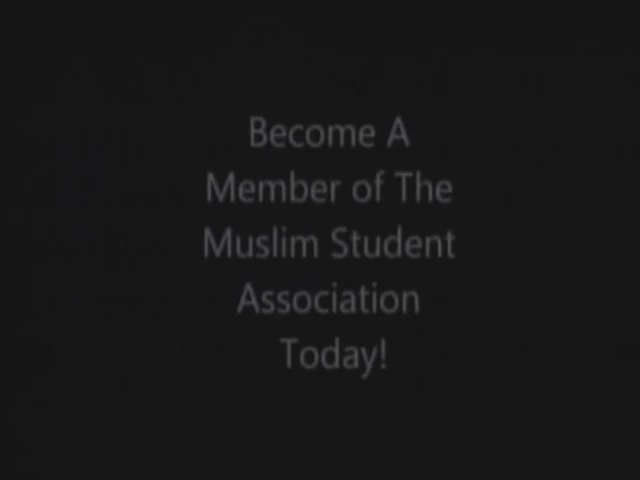 Become A
Member of The
Muslim Student
Association
Today!